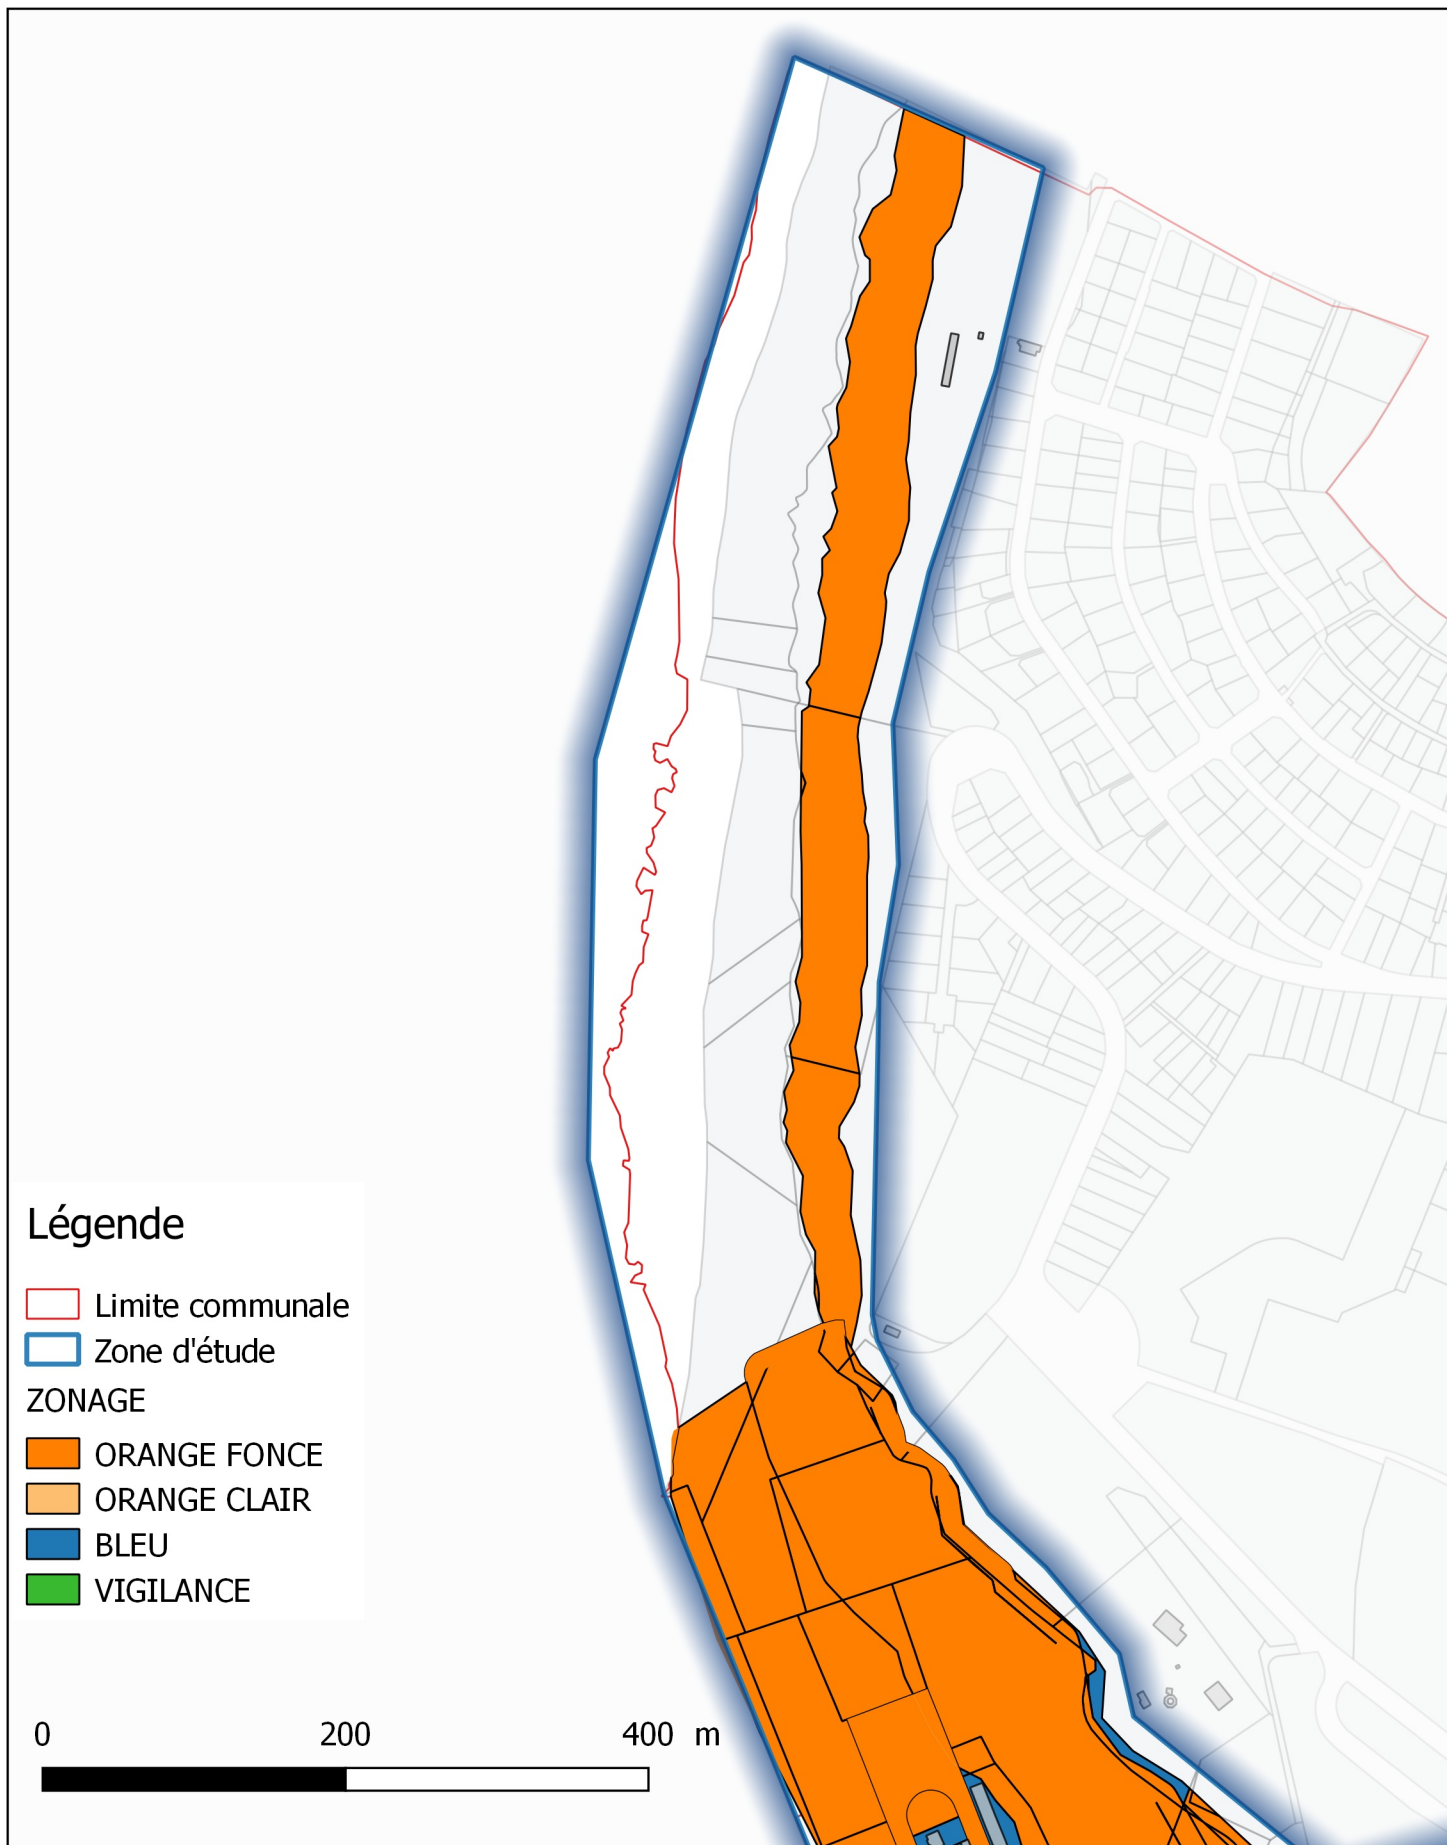 Légende
Limite communale
Zone d'étude
ZONAGE
ORANGE FONCE
ORANGE CLAIR
BLEU
VIGILANCE
0 200 400 m